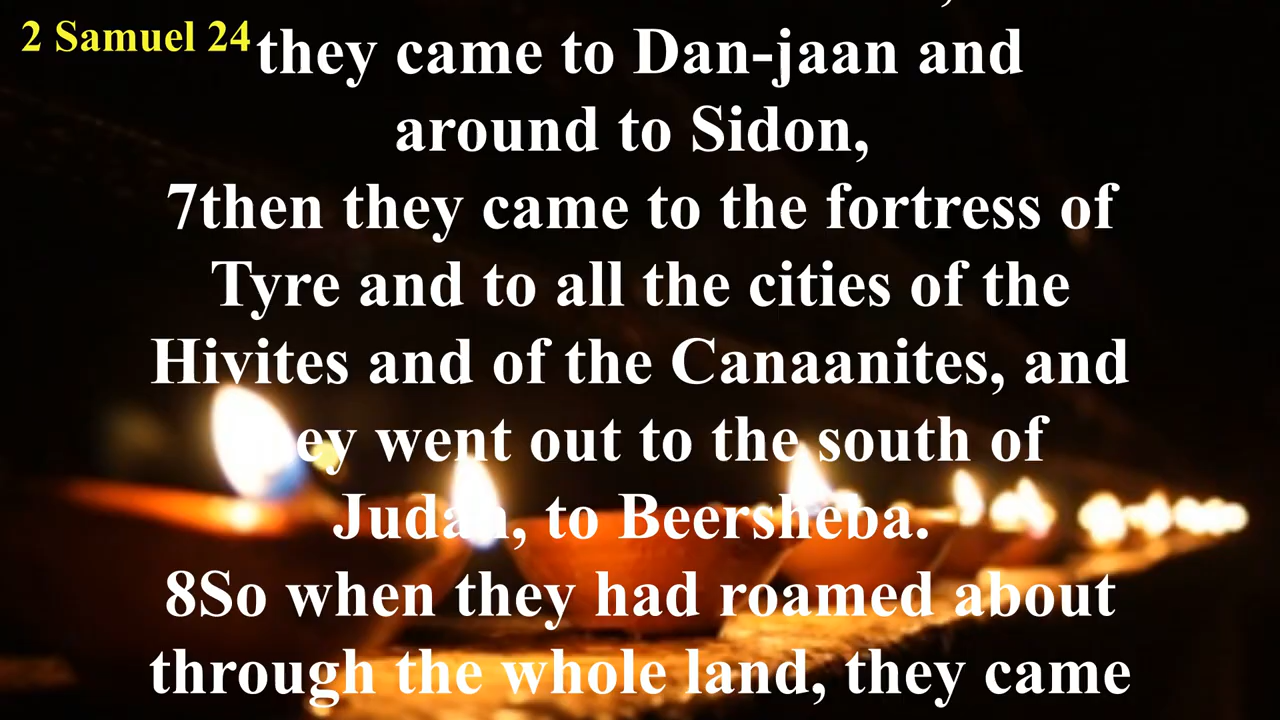 2 Samuel 24
they came to Dan-jaan and
around to Sidon,
7then they came to the fortress of
Tyre and to all the cities of the
Hivites and of the Canaanites, and
they went out to the south of
Judah, to Beersheba.
8So when they had roamed about
through the whole land, they came